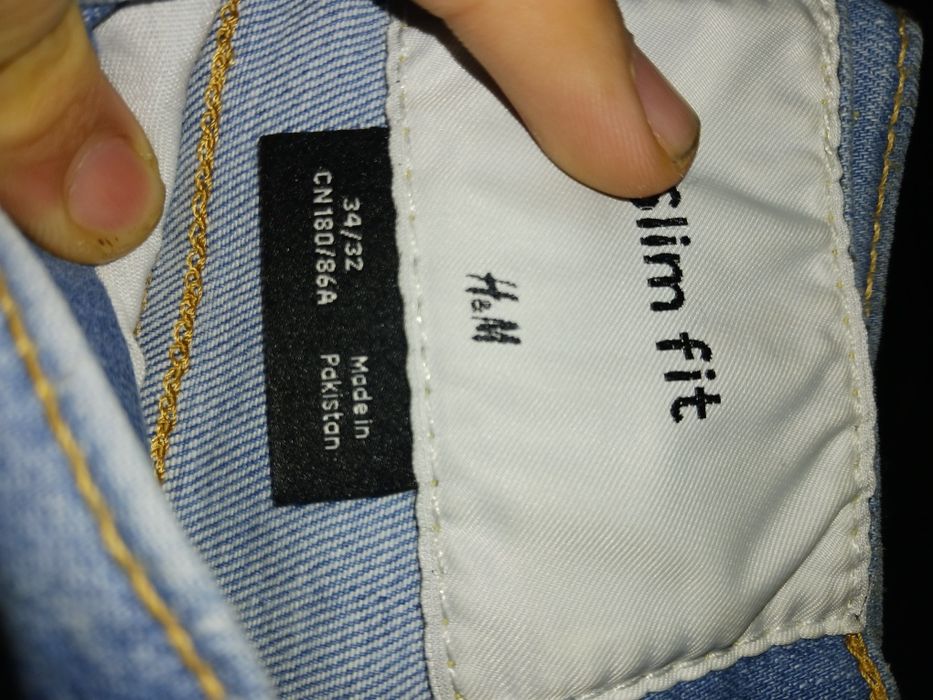 Slim fit
H&M
34/32
CN180/86A
Made in
Pakistan